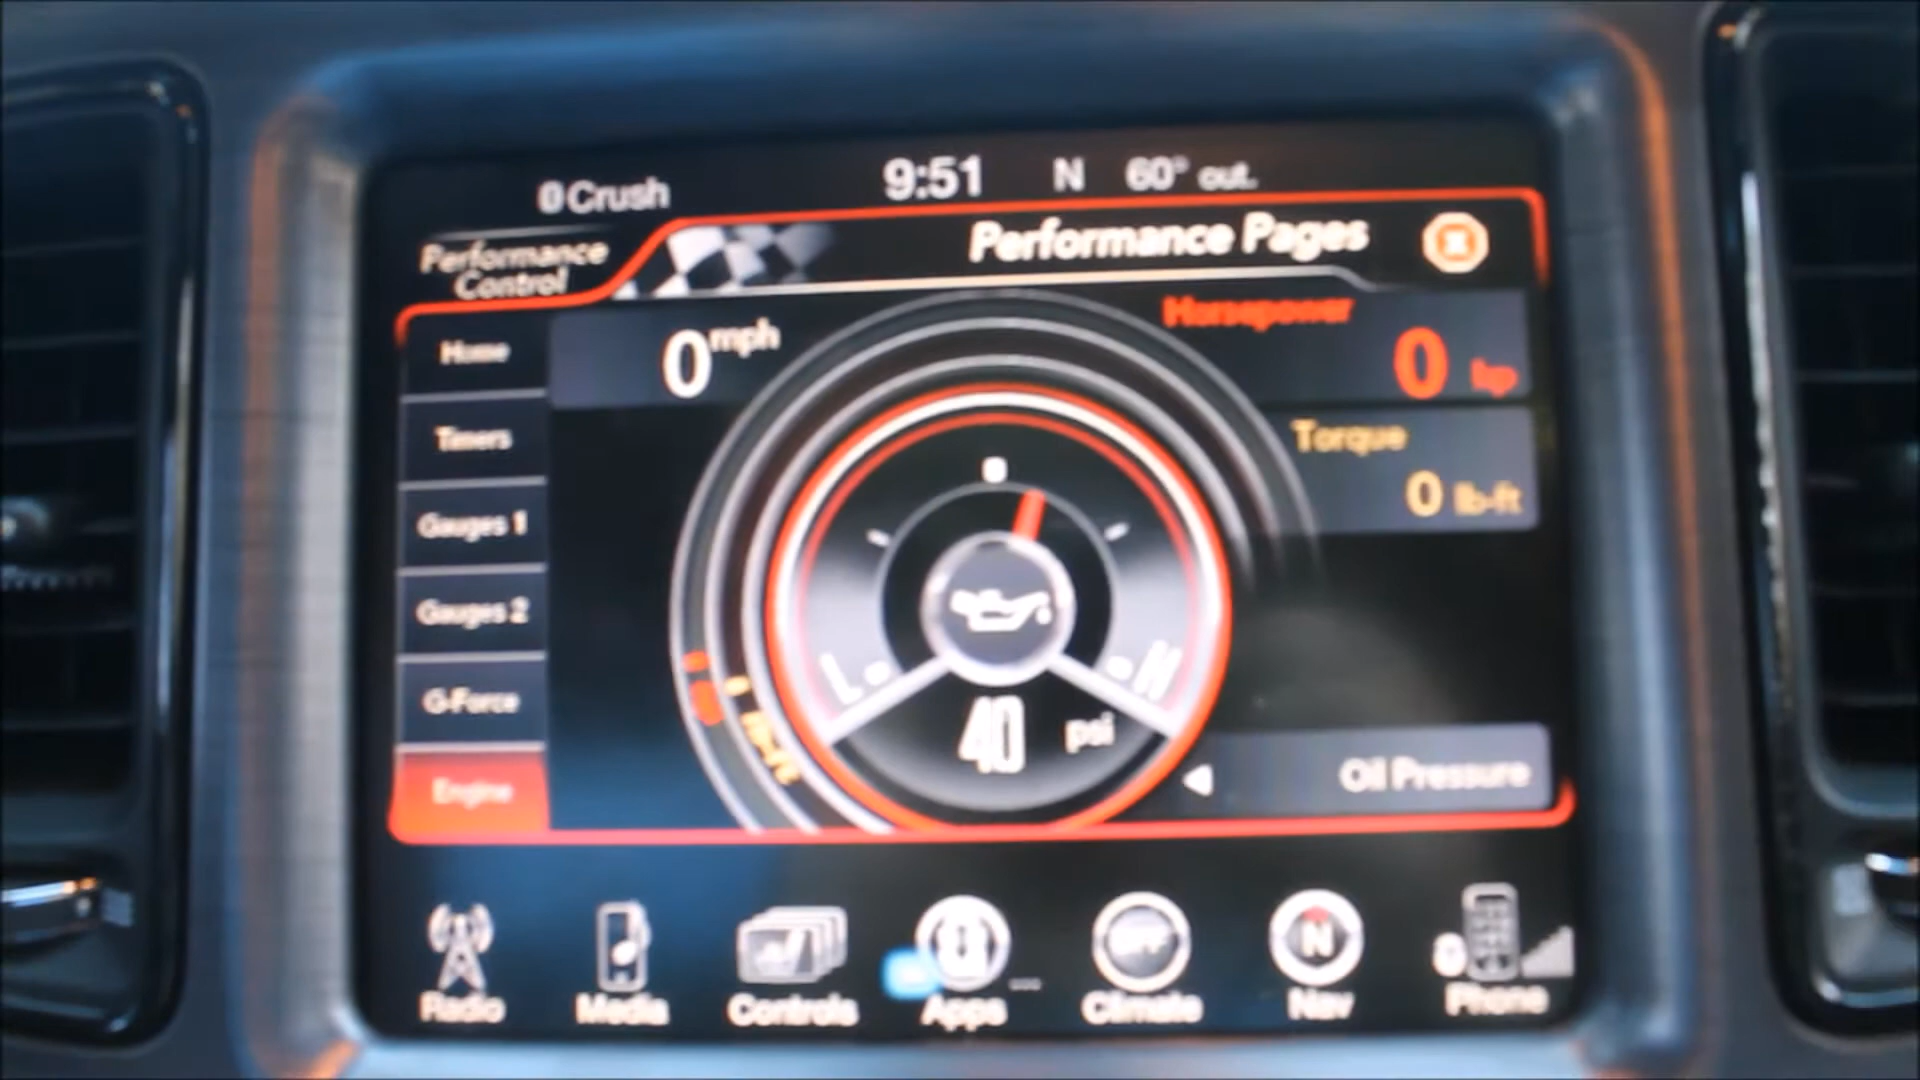 Crush
9:51 N 60° out.
Performance Control
Performance Pages
Home
Timers
Gauges 1
Gauges 2
G-Force
Engine
0 mph
Horsepower
0 hp
Torque
0 lb-ft
L H
40 psi
Oil Pressure
Radio
Media
Controls
Apps
OFF
Climate
N
Nav
Phone